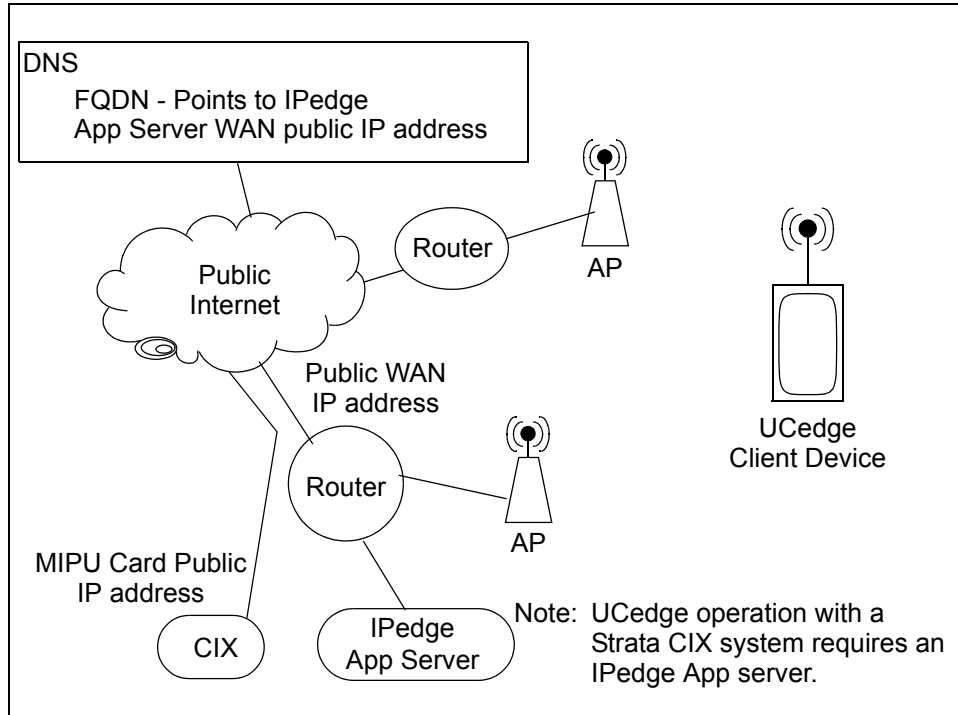 DNS
FQDN - Points to IPedge
App Server WAN public IP address
Router
AP
Public
Internet
Public WAN
IP address
UCedge
Client Device
Router
AP
MIPU Card Public
IP address
CIX
IPedge
App Server
Note: UCedge operation with a
Strata CIX system requires an
IPedge App server.